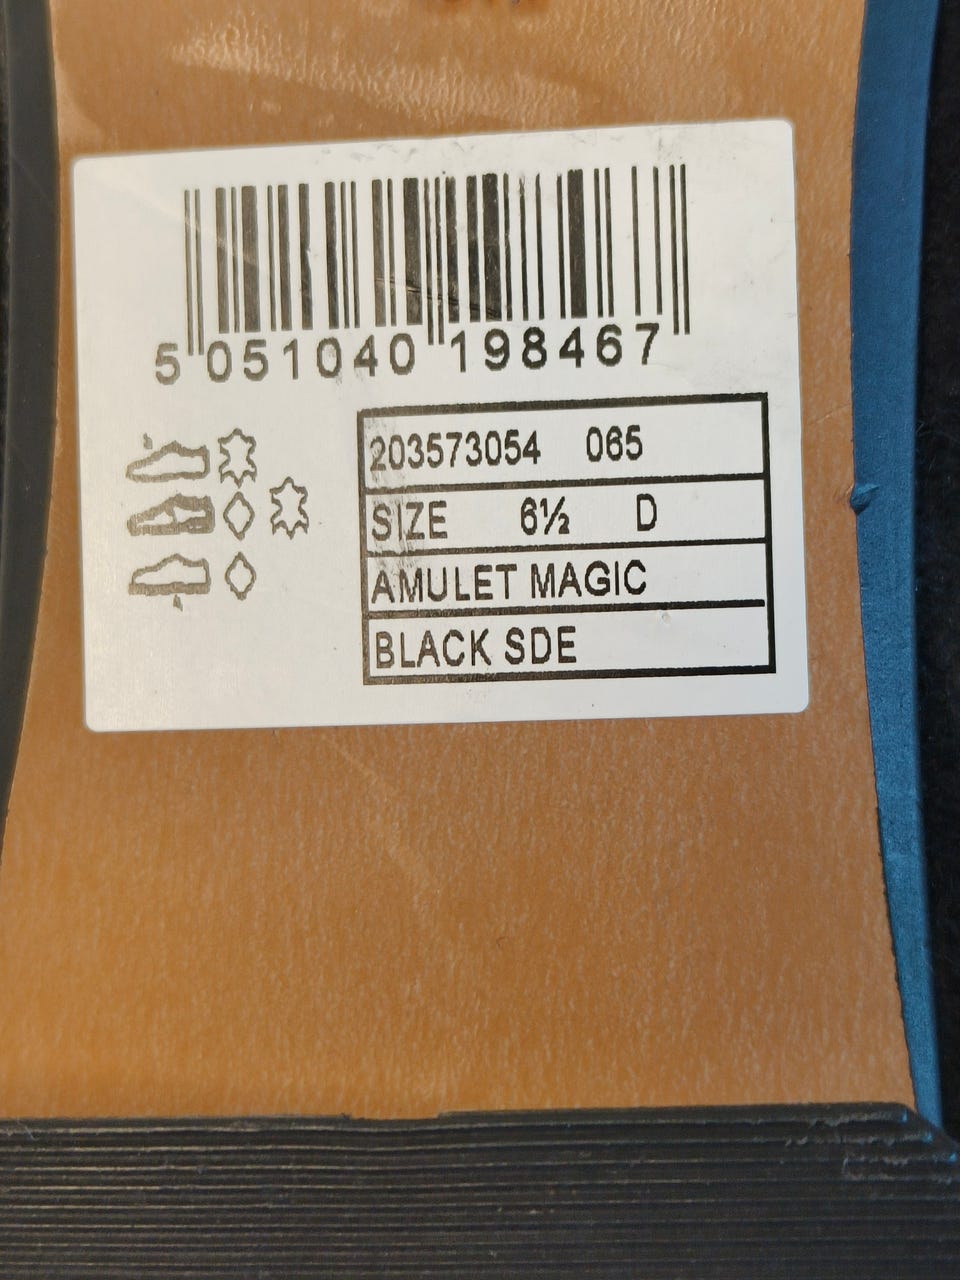 5 051040 198467
203573054 065
SIZE 6½ D
AMULET MAGIC
BLACK SDE